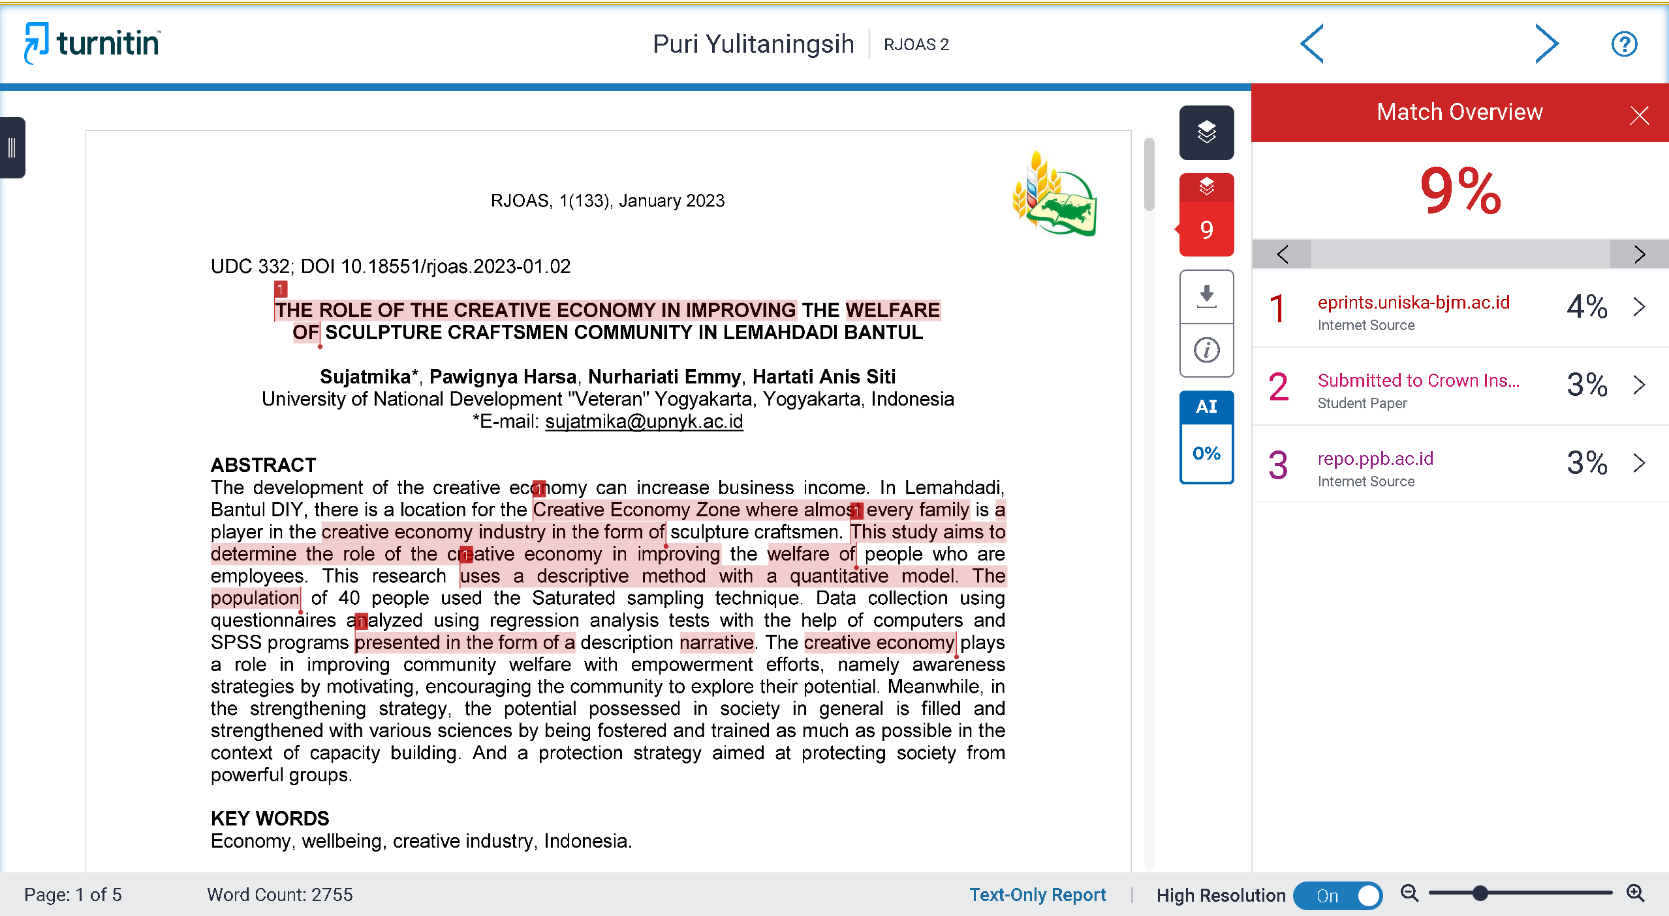 turnitin
Puri Yulitaningsih
RJOAS 2
Match Overview
9%
9
AI
0%
1
eprints.uniska-bjm.ac.id
4%
Internet Source
2
Submitted to Crown Ins...
3%
Student Paper
3
repo.ppb.ac.id
3%
Internet Source
RJOAS, 1(133), January 2023
UDC 332; DOI 10.18551/rjoas.2023-01.02
1
THE ROLE OF THE CREATIVE ECONOMY IN IMPROVING THE WELFARE
OF SCULPTURE CRAFTSMEN COMMUNITY IN LEMAHDADI BANTUL
Sujatmika*, Pawignya Harsa, Nurhariati Emmy, Hartati Anis Siti
University of National Development "Veteran" Yogyakarta, Yogyakarta, Indonesia
*E-mail: sujatmika@upnyk.ac.id
ABSTRACT
The development of the creative economy can increase business income. In Lemahdadi,
Bantul DIY, there is a location for the Creative Economy Zone where almost every family is a
player in the creative economy industry in the form of sculpture craftsmen. This study aims to
determine the role of the creative economy in improving the welfare of people who are
employees. This research uses a descriptive method with a quantitative model. The
population of 40 people used the Saturated sampling technique. Data collection using
questionnaires analyzed using regression analysis tests with the help of computers and
SPSS programs presented in the form of a description narrative. The creative economy plays
a role in improving community welfare with empowerment efforts, namely awareness
strategies by motivating, encouraging the community to explore their potential. Meanwhile, in
the strengthening strategy, the potential possessed in society in general is filled and
strengthened with various sciences by being fostered and trained as much as possible in the
context of capacity building. And a protection strategy aimed at protecting society from
powerful groups.
KEY WORDS
Economy, wellbeing, creative industry, Indonesia.
Page: 1 of 5
Word Count: 2755
Text-Only Report
High Resolution
On